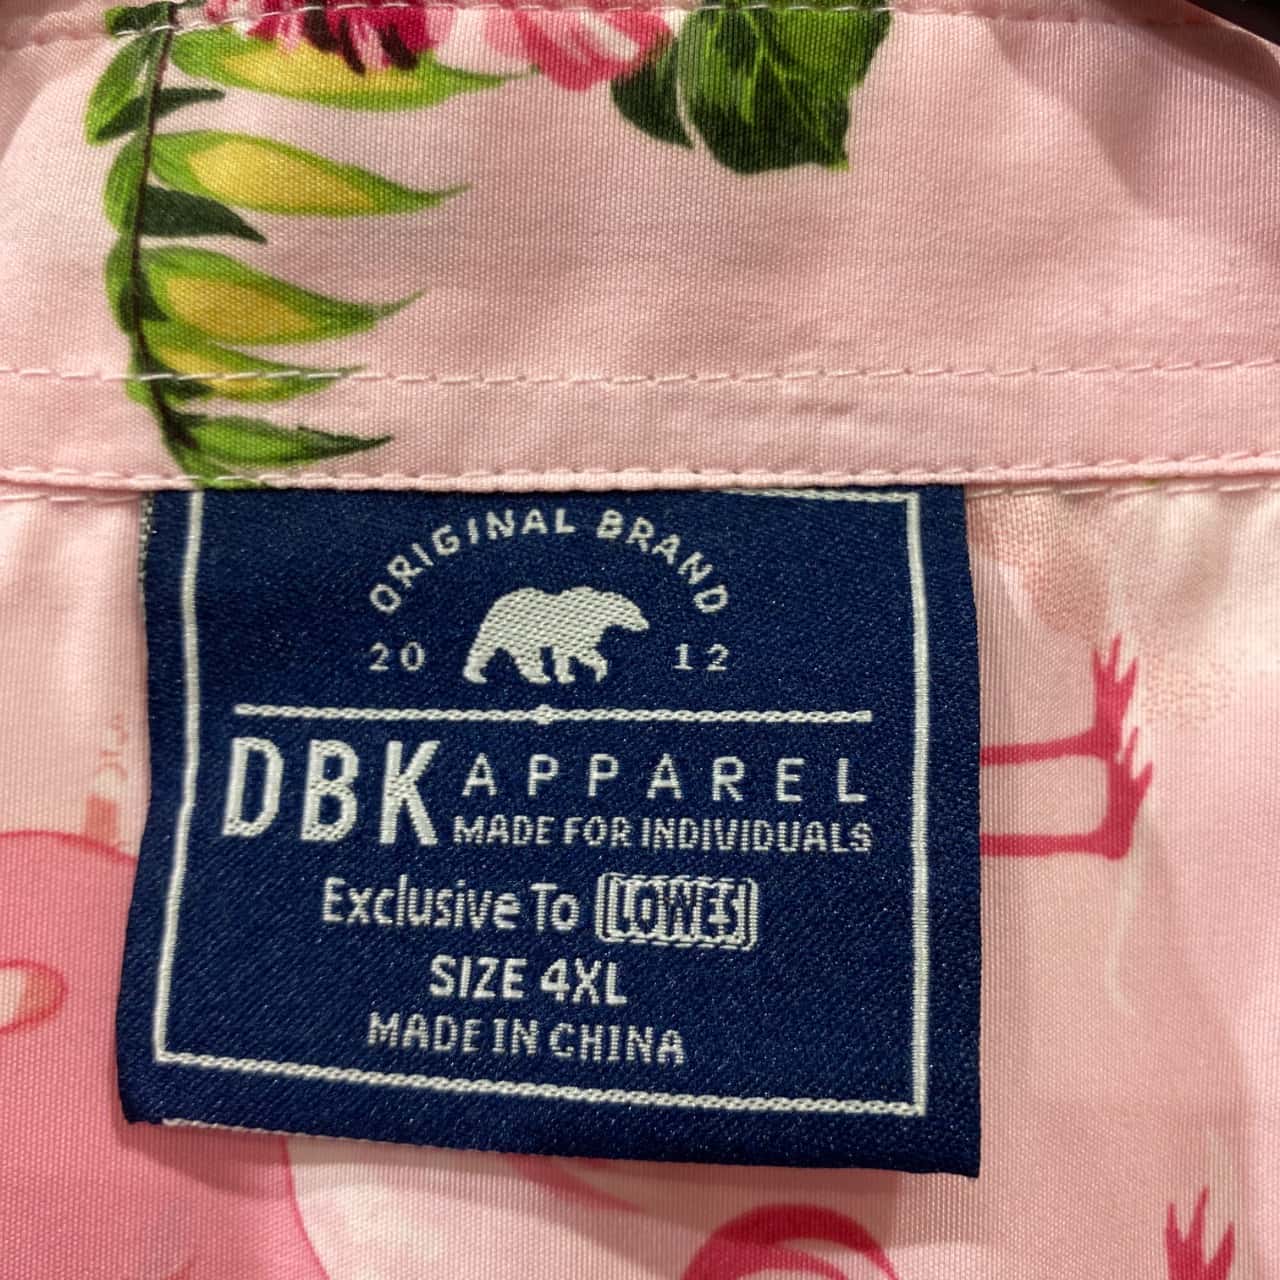 ORIGINAL BRAND
20 12
DBK APPAREL
MADE FOR INDIVIDUALS
Exclusive To LOWES
SIZE 4XL
MADE IN CHINA